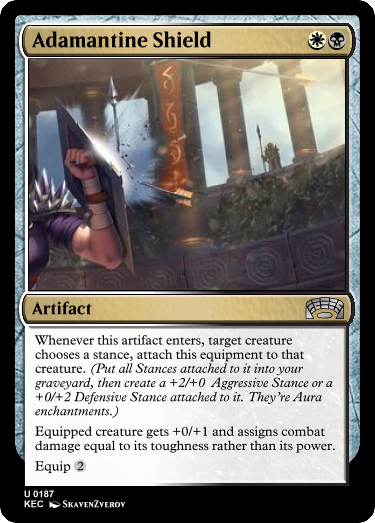 Adamantine Shield
Artifact
Whenever this artifact enters, target creature
chooses a stance, attach this equipment to that
creature. (Put all Stances attached to it into your
graveyard, then create a +2/+0 Aggressive Stance or a
+0/+2 Defensive Stance attached to it. They're Aura
enchantments.)
Equipped creature gets +0/+1 and assigns combat
damage equal to its toughness rather than its power.
Equip 2
U 0187
KEC SkavenZverov